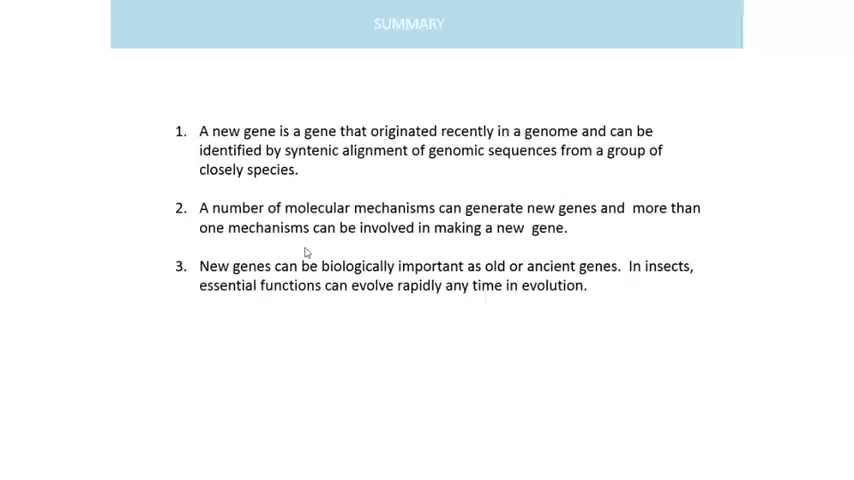 SUMMARY
1. A new gene is a gene that originated recently in a genome and can be
identified by syntenic alignment of genomic sequences from a group of
closely species.
2. A number of molecular mechanisms can generate new genes and more than
one mechanisms can be involved in making a new gene.
3. New genes can be biologically important as old or ancient genes. In insects,
essential functions can evolve rapidly any time in evolution.